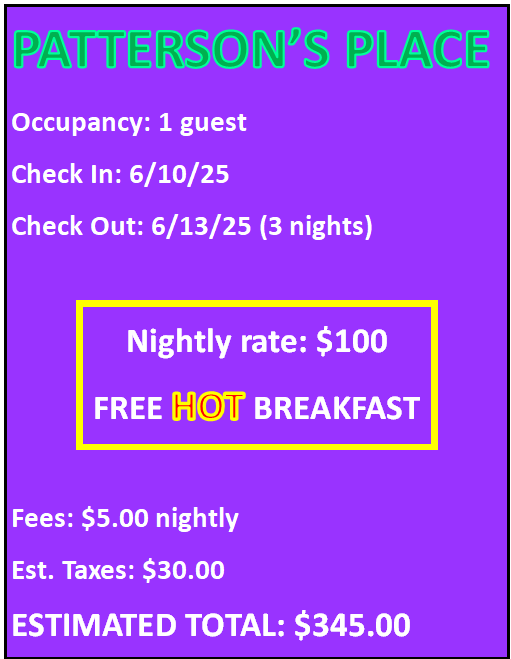 PATTERSON’S PLACE
Occupancy: 1 guest
Check In: 6/10/25
Check Out: 6/13/25 (3 nights)
Nightly rate: $100
FREE HOT BREAKFAST
Fees: $5.00 nightly
Est. Taxes: $30.00
ESTIMATED TOTAL: $345.00